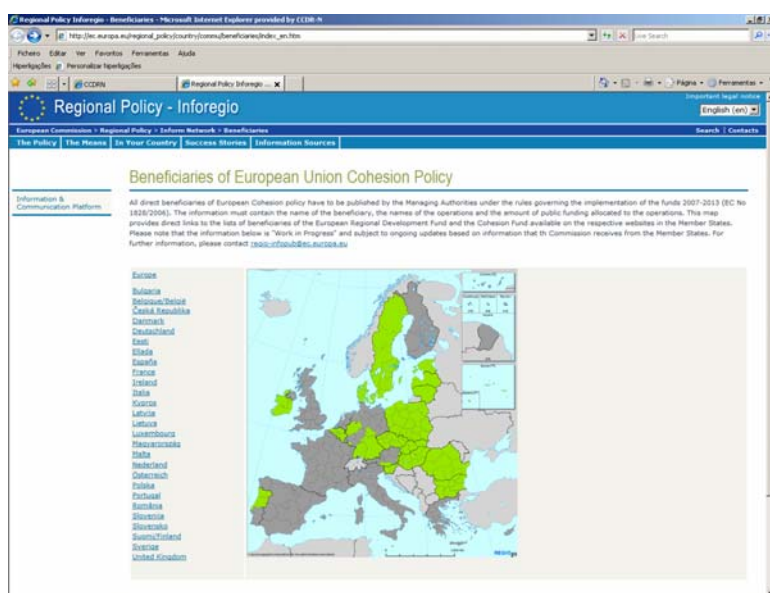 Regional Policy Inforegio - Beneficiaries - Microsoft Internet Explorer provided by CCDR-N
http://ec.europa.eu/regional_policy/country/commu/beneficiaries/index_en.htm
Live Search
Ficheiro Editar Ver Favoritos Ferramentas Ajuda
Hiperligações Personalizar hiperligações
CCDRN
Regional Policy Inforegio ...
Página
Ferramentas
Important legal notice
Regional Policy - Inforegio
English (en)
European Commission > Regional Policy > Inform Network > Beneficiaries
Search | Contacts
The Policy | The Means | In Your Country | Success Stories | Information Sources
Beneficiaries of European Union Cohesion Policy
Information &
Communication Platform
All direct beneficiaries of European Cohesion policy have to be published by the Managing Authorities under the rules governing the implementation of the funds 2007-2013 (EC No
1828/2006). The information must contain the name of the beneficiary, the names of the operations and the amount of public funding allocated to the operations. This map
provides direct links to the lists of beneficiaries of the European Regional Development Fund and the Cohesion Fund available on the respective websites in the Member States.
Please note that the information below is "Work in Progress" and subject to ongoing updates based on information that th Commission receives from the Member States. For
further information, please contact regio-infopub@ec.europa.eu
Europe
Bulgaria
Belgique/België
Česká Republika
Danmark
Deutschland
Eesti
Ellada
España
France
Ireland
Italia
Kypros
Latvija
Lietuva
Luxembourg
Magyarország
Malta
Nederland
Österreich
Polska
Portugal
România
Slovenija
Slovensko
Suomi/Finland
Sverige
United Kingdom
REGIOgis